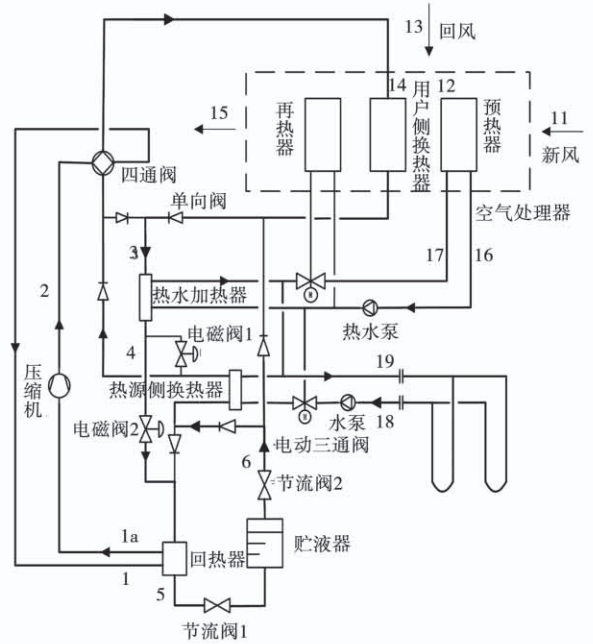 13
回风
14
12
用户侧换热器
再热器
预热器
15
11
新风
四通阀
单向阀
空气处理器
3
17
16
2
热水加热器
热水泵
电磁阀1
4
19
热源侧换热器
压缩机
水泵
18
电磁阀2
电动三通阀
6
节流阀2
1a
回热器
贮液器
1
5
节流阀1
M
M